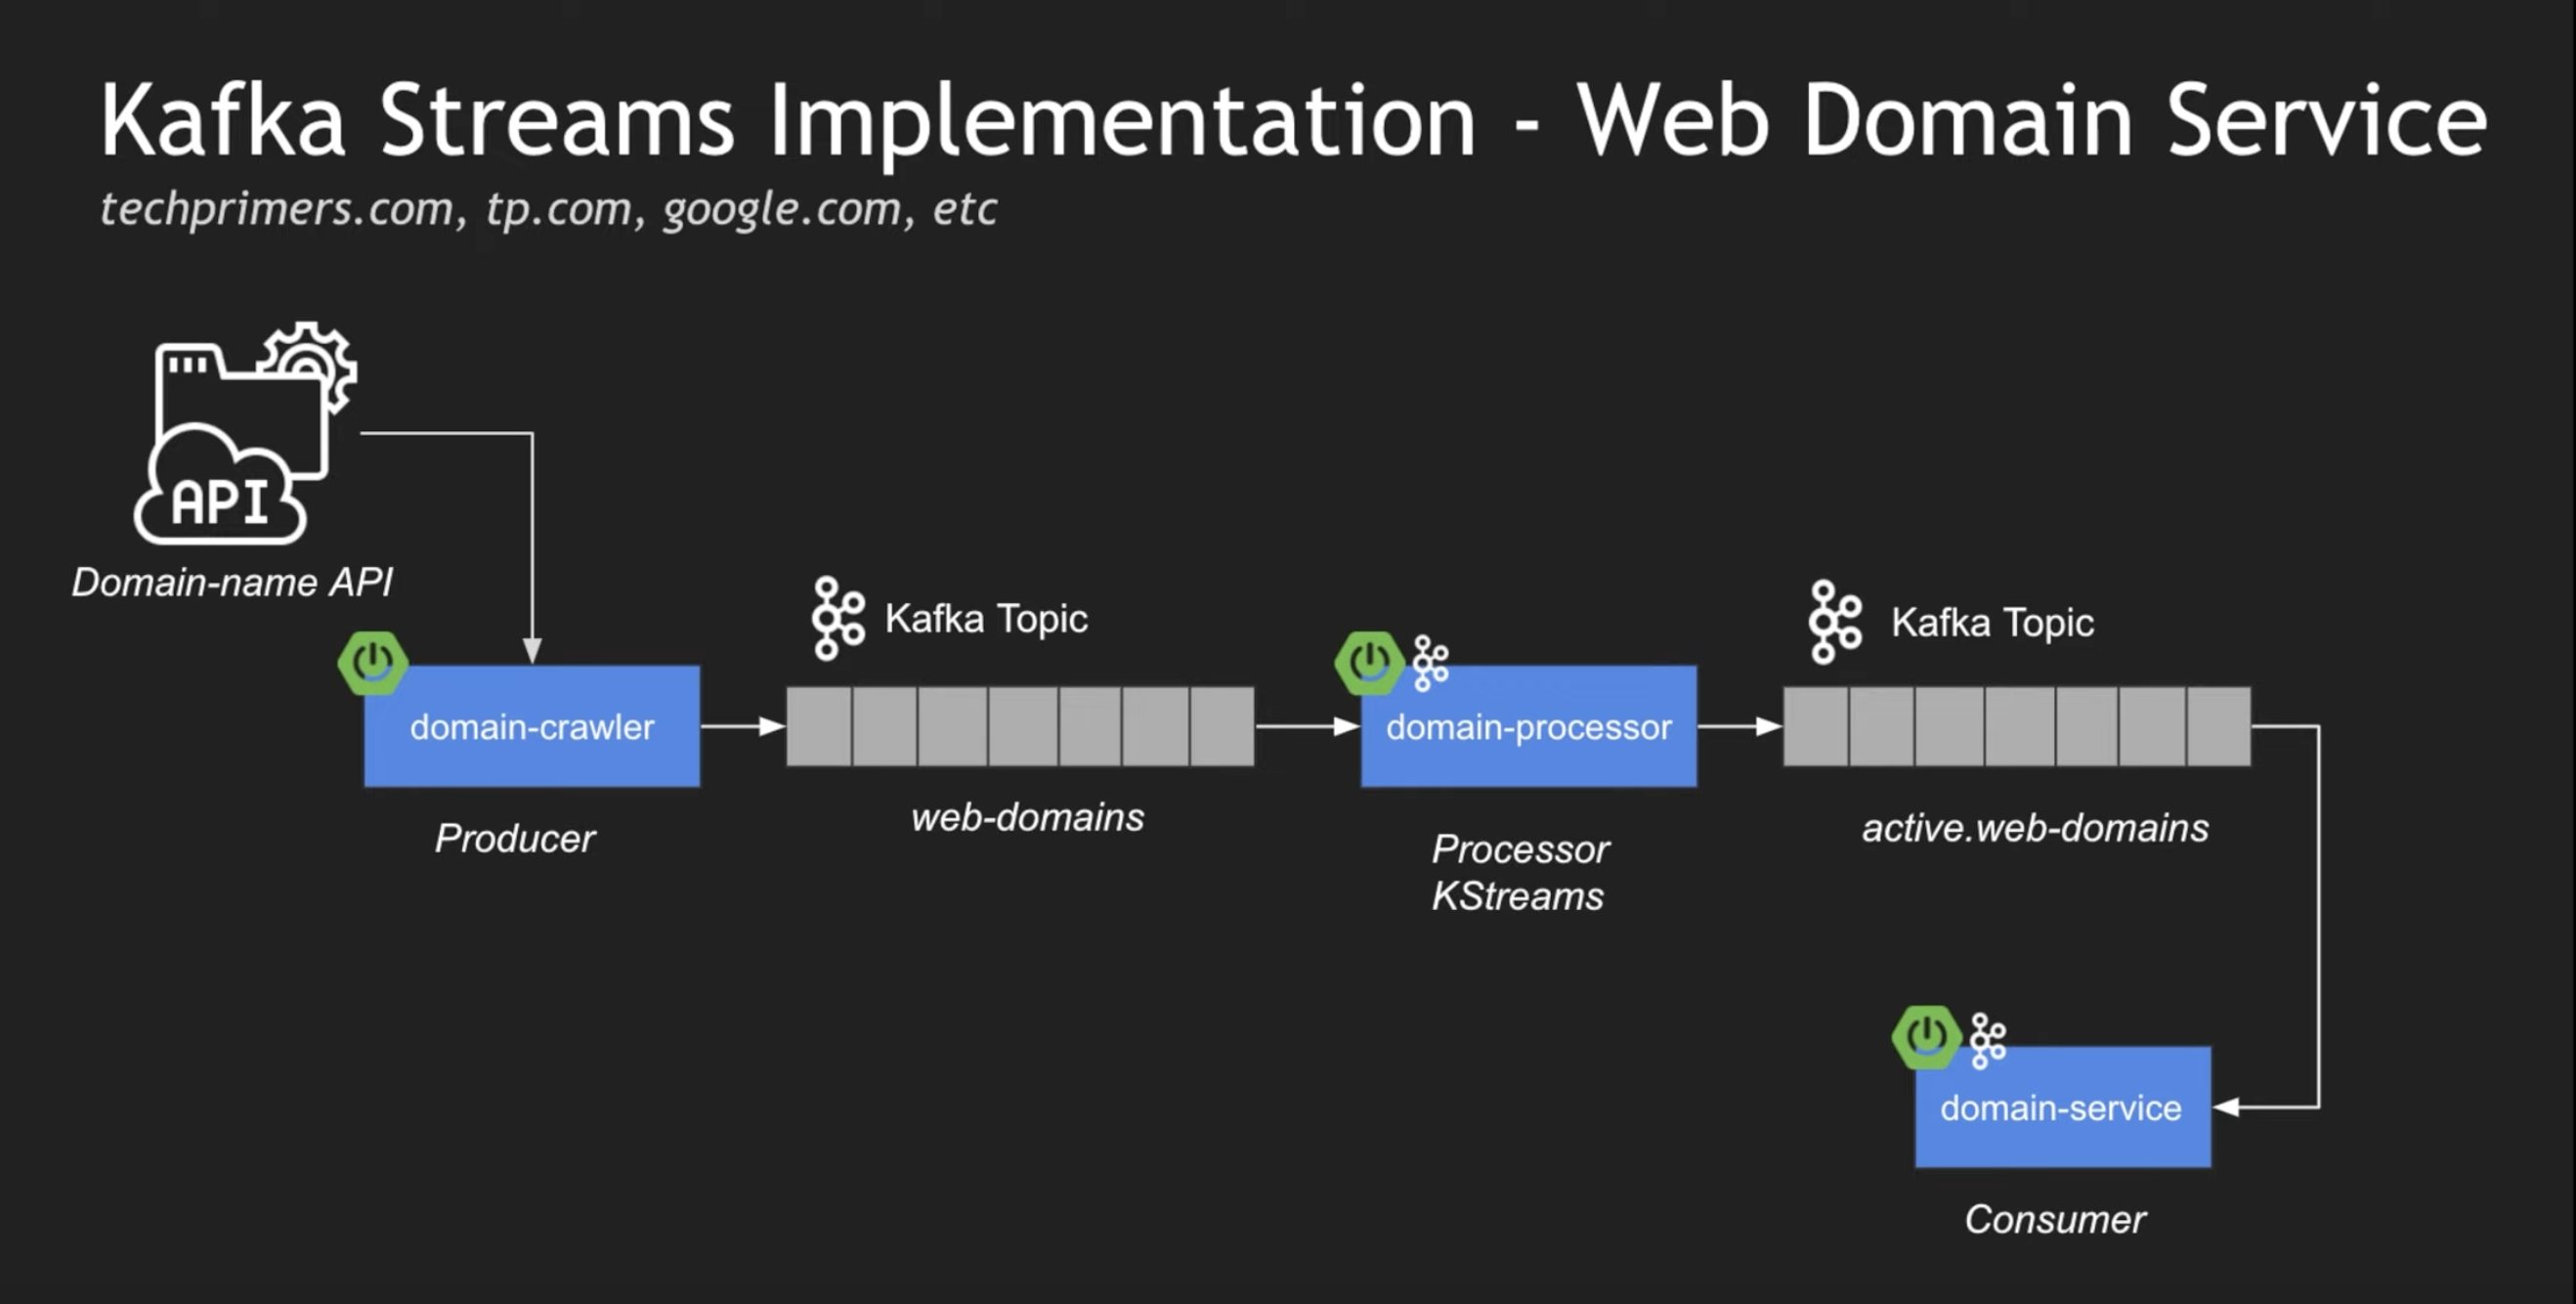 Kafka Streams Implementation - Web Domain Service
techprimers.com, tp.com, google.com, etc
API
Domain-name API
domain-crawler
Producer
Kafka Topic
web-domains
domain-processor
Processor
KStreams
Kafka Topic
active.web-domains
domain-service
Consumer